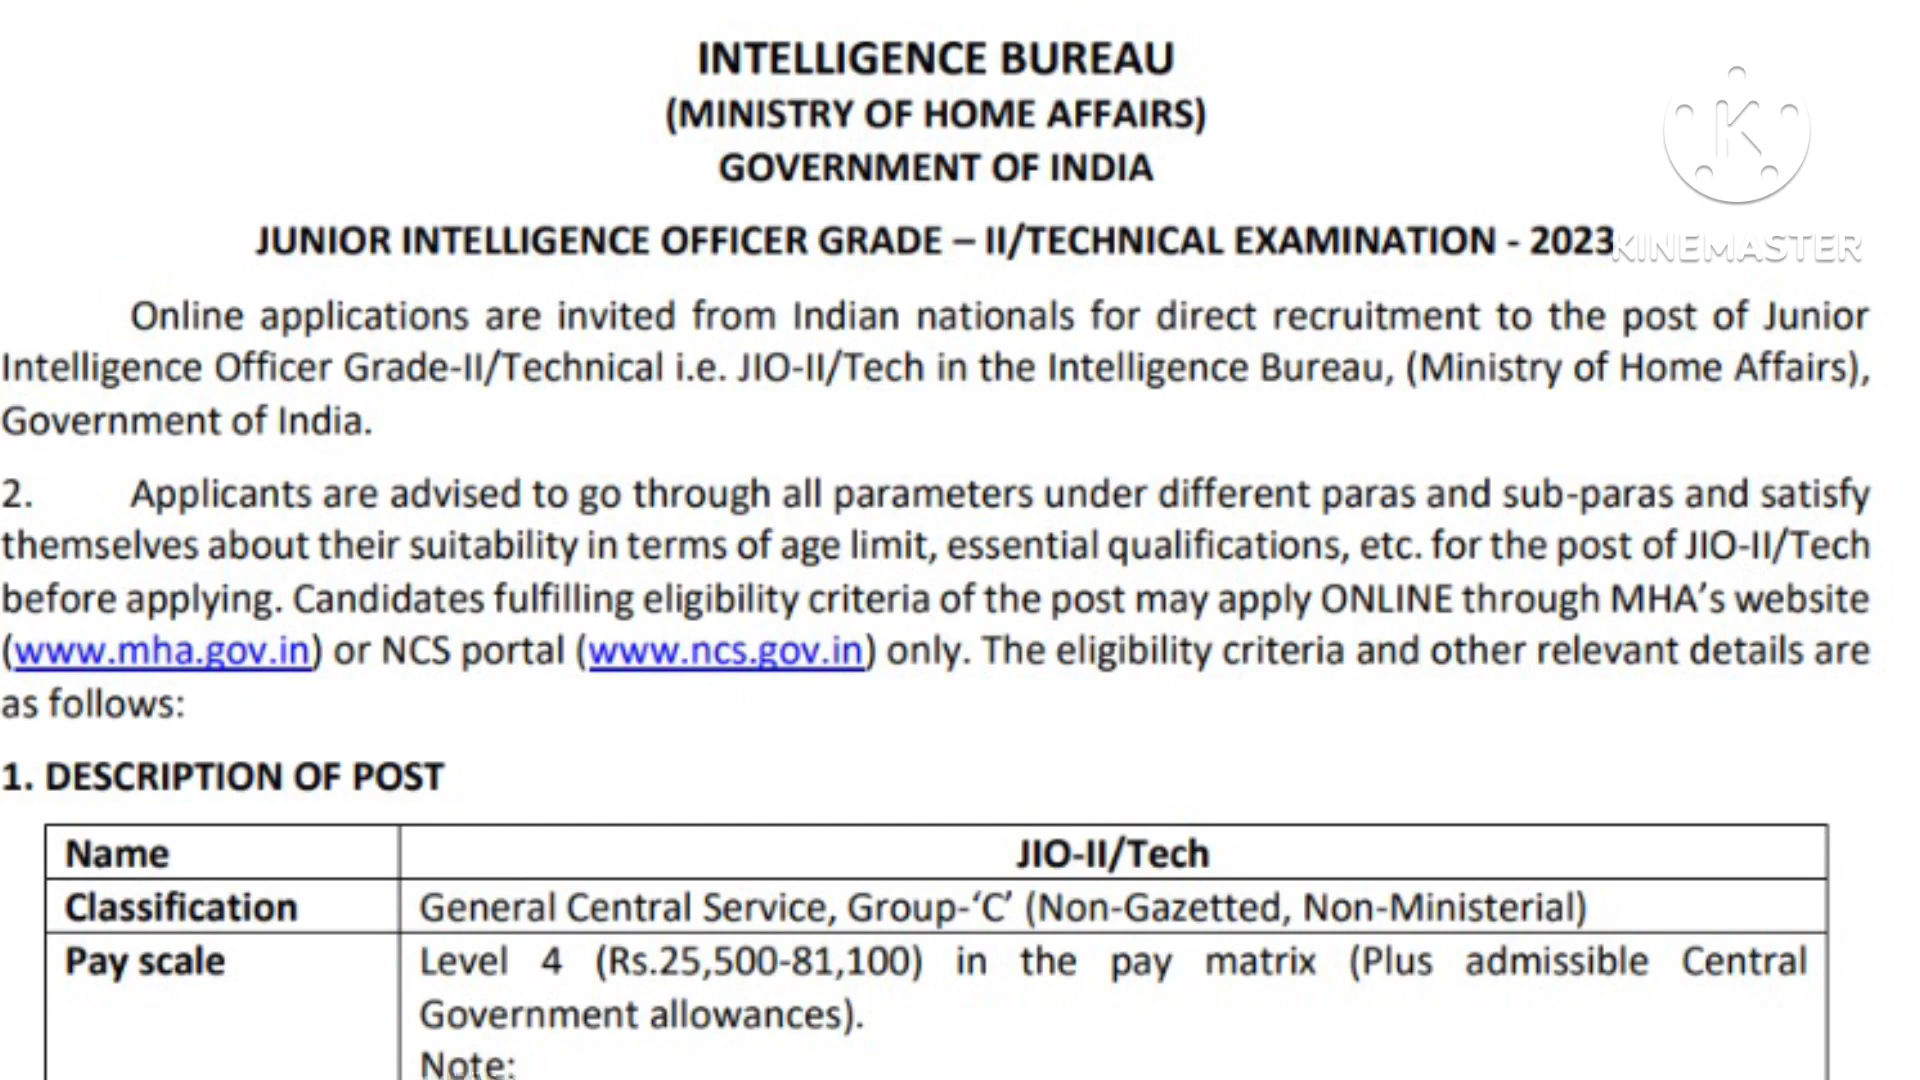 INTELLIGENCE BUREAU
(MINISTRY OF HOME AFFAIRS)
GOVERNMENT OF INDIA
JUNIOR INTELLIGENCE OFFICER GRADE – II/TECHNICAL EXAMINATION - 2023
K
KINEMASTER
Online applications are invited from Indian nationals for direct recruitment to the post of Junior
Intelligence Officer Grade-II/Technical i.e. JIO-II/Tech in the Intelligence Bureau, (Ministry of Home Affairs),
Government of India.
2. Applicants are advised to go through all parameters under different paras and sub-paras and satisfy
themselves about their suitability in terms of age limit, essential qualifications, etc. for the post of JIO-II/Tech
before applying. Candidates fulfilling eligibility criteria of the post may apply ONLINE through MHA’s website
(www.mha.gov.in) or NCS portal (www.ncs.gov.in) only. The eligibility criteria and other relevant details are
as follows:
1. DESCRIPTION OF POST
Name JIO-II/Tech
Classification General Central Service, Group-‘C’ (Non-Gazetted, Non-Ministerial)
Pay scale Level 4 (Rs.25,500-81,100) in the pay matrix (Plus admissible Central
Government allowances).
Note: